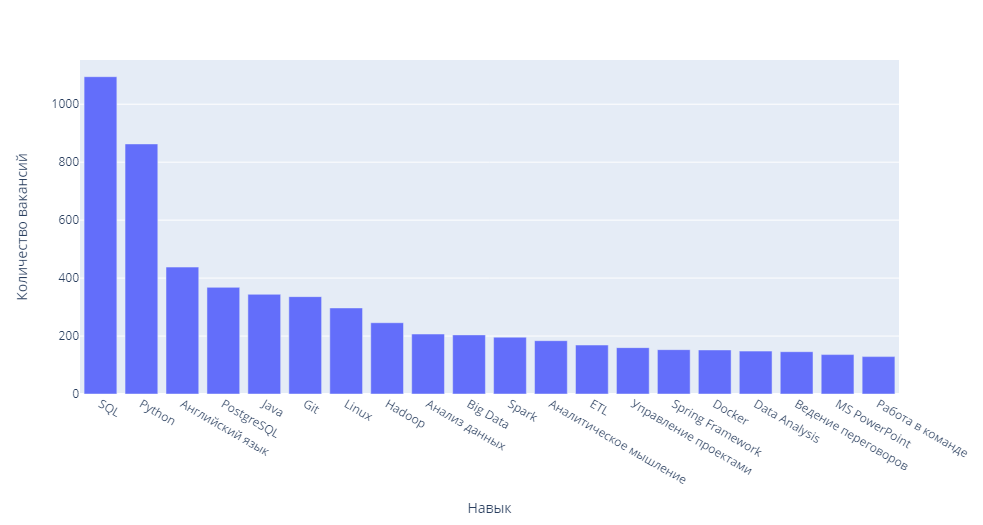 Количество вакансий
1000
800
600
400
200
0
SQL
Python
Английский язык
PostgreSQL
Java
Git
Linux
Hadoop
Анализ данных
Big Data
Spark
Аналитическое мышление
ETL
Управление проектами
Spring Framework
Docker
Data Analysis
Ведение переговоров
MS PowerPoint
Работа в команде
Навык